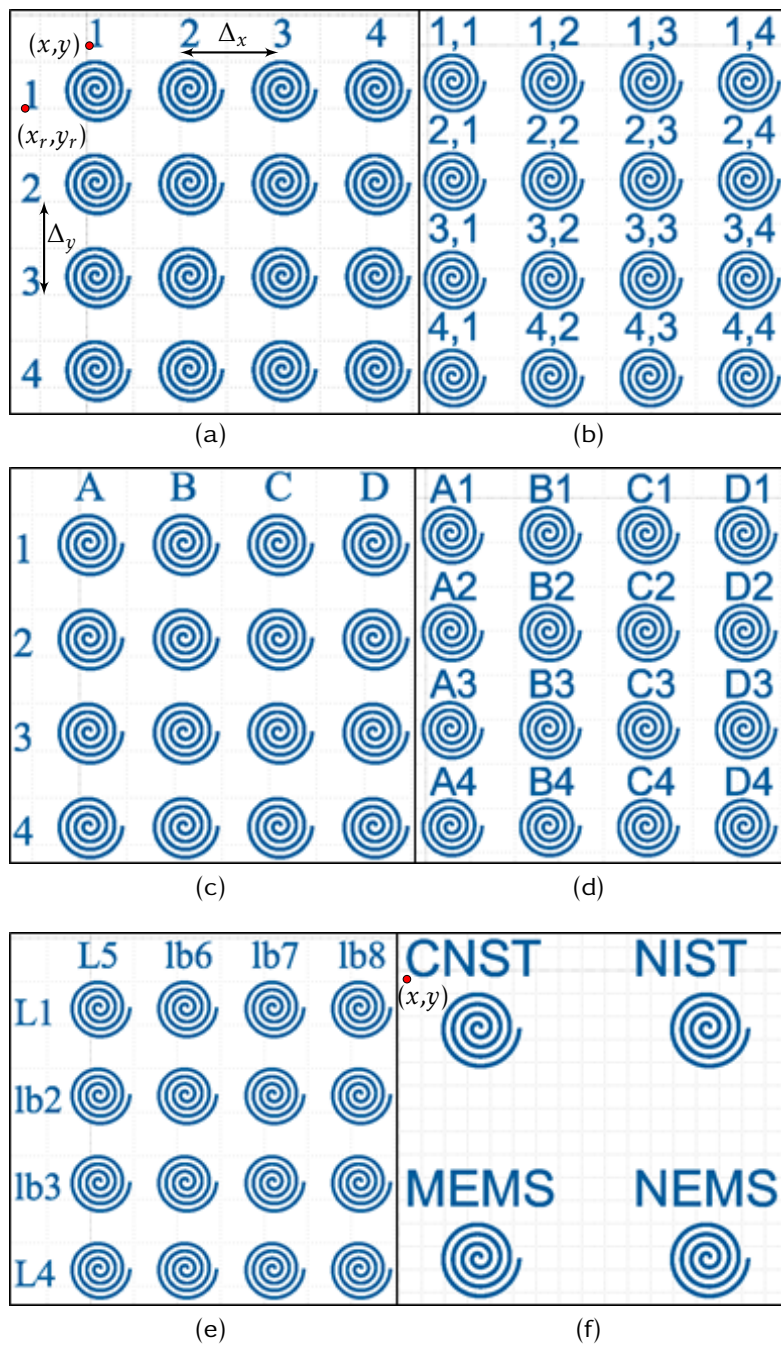 1 2 3 4
(x,y) Δx
1
(xr,yr)
2
Δy
3
4
1,1 1,2 1,3 1,4
2,1 2,2 2,3 2,4
3,1 3,2 3,3 3,4
4,1 4,2 4,3 4,4
(a) (b)
A B C D
1
2
3
4
A1 B1 C1 D1
A2 B2 C2 D2
A3 B3 C3 D3
A4 B4 C4 D4
(c) (d)
L5 lb6 lb7 lb8
L1
lb2
lb3
L4
CNST NIST
(x,y)
MEMS NEMS
(e) (f)